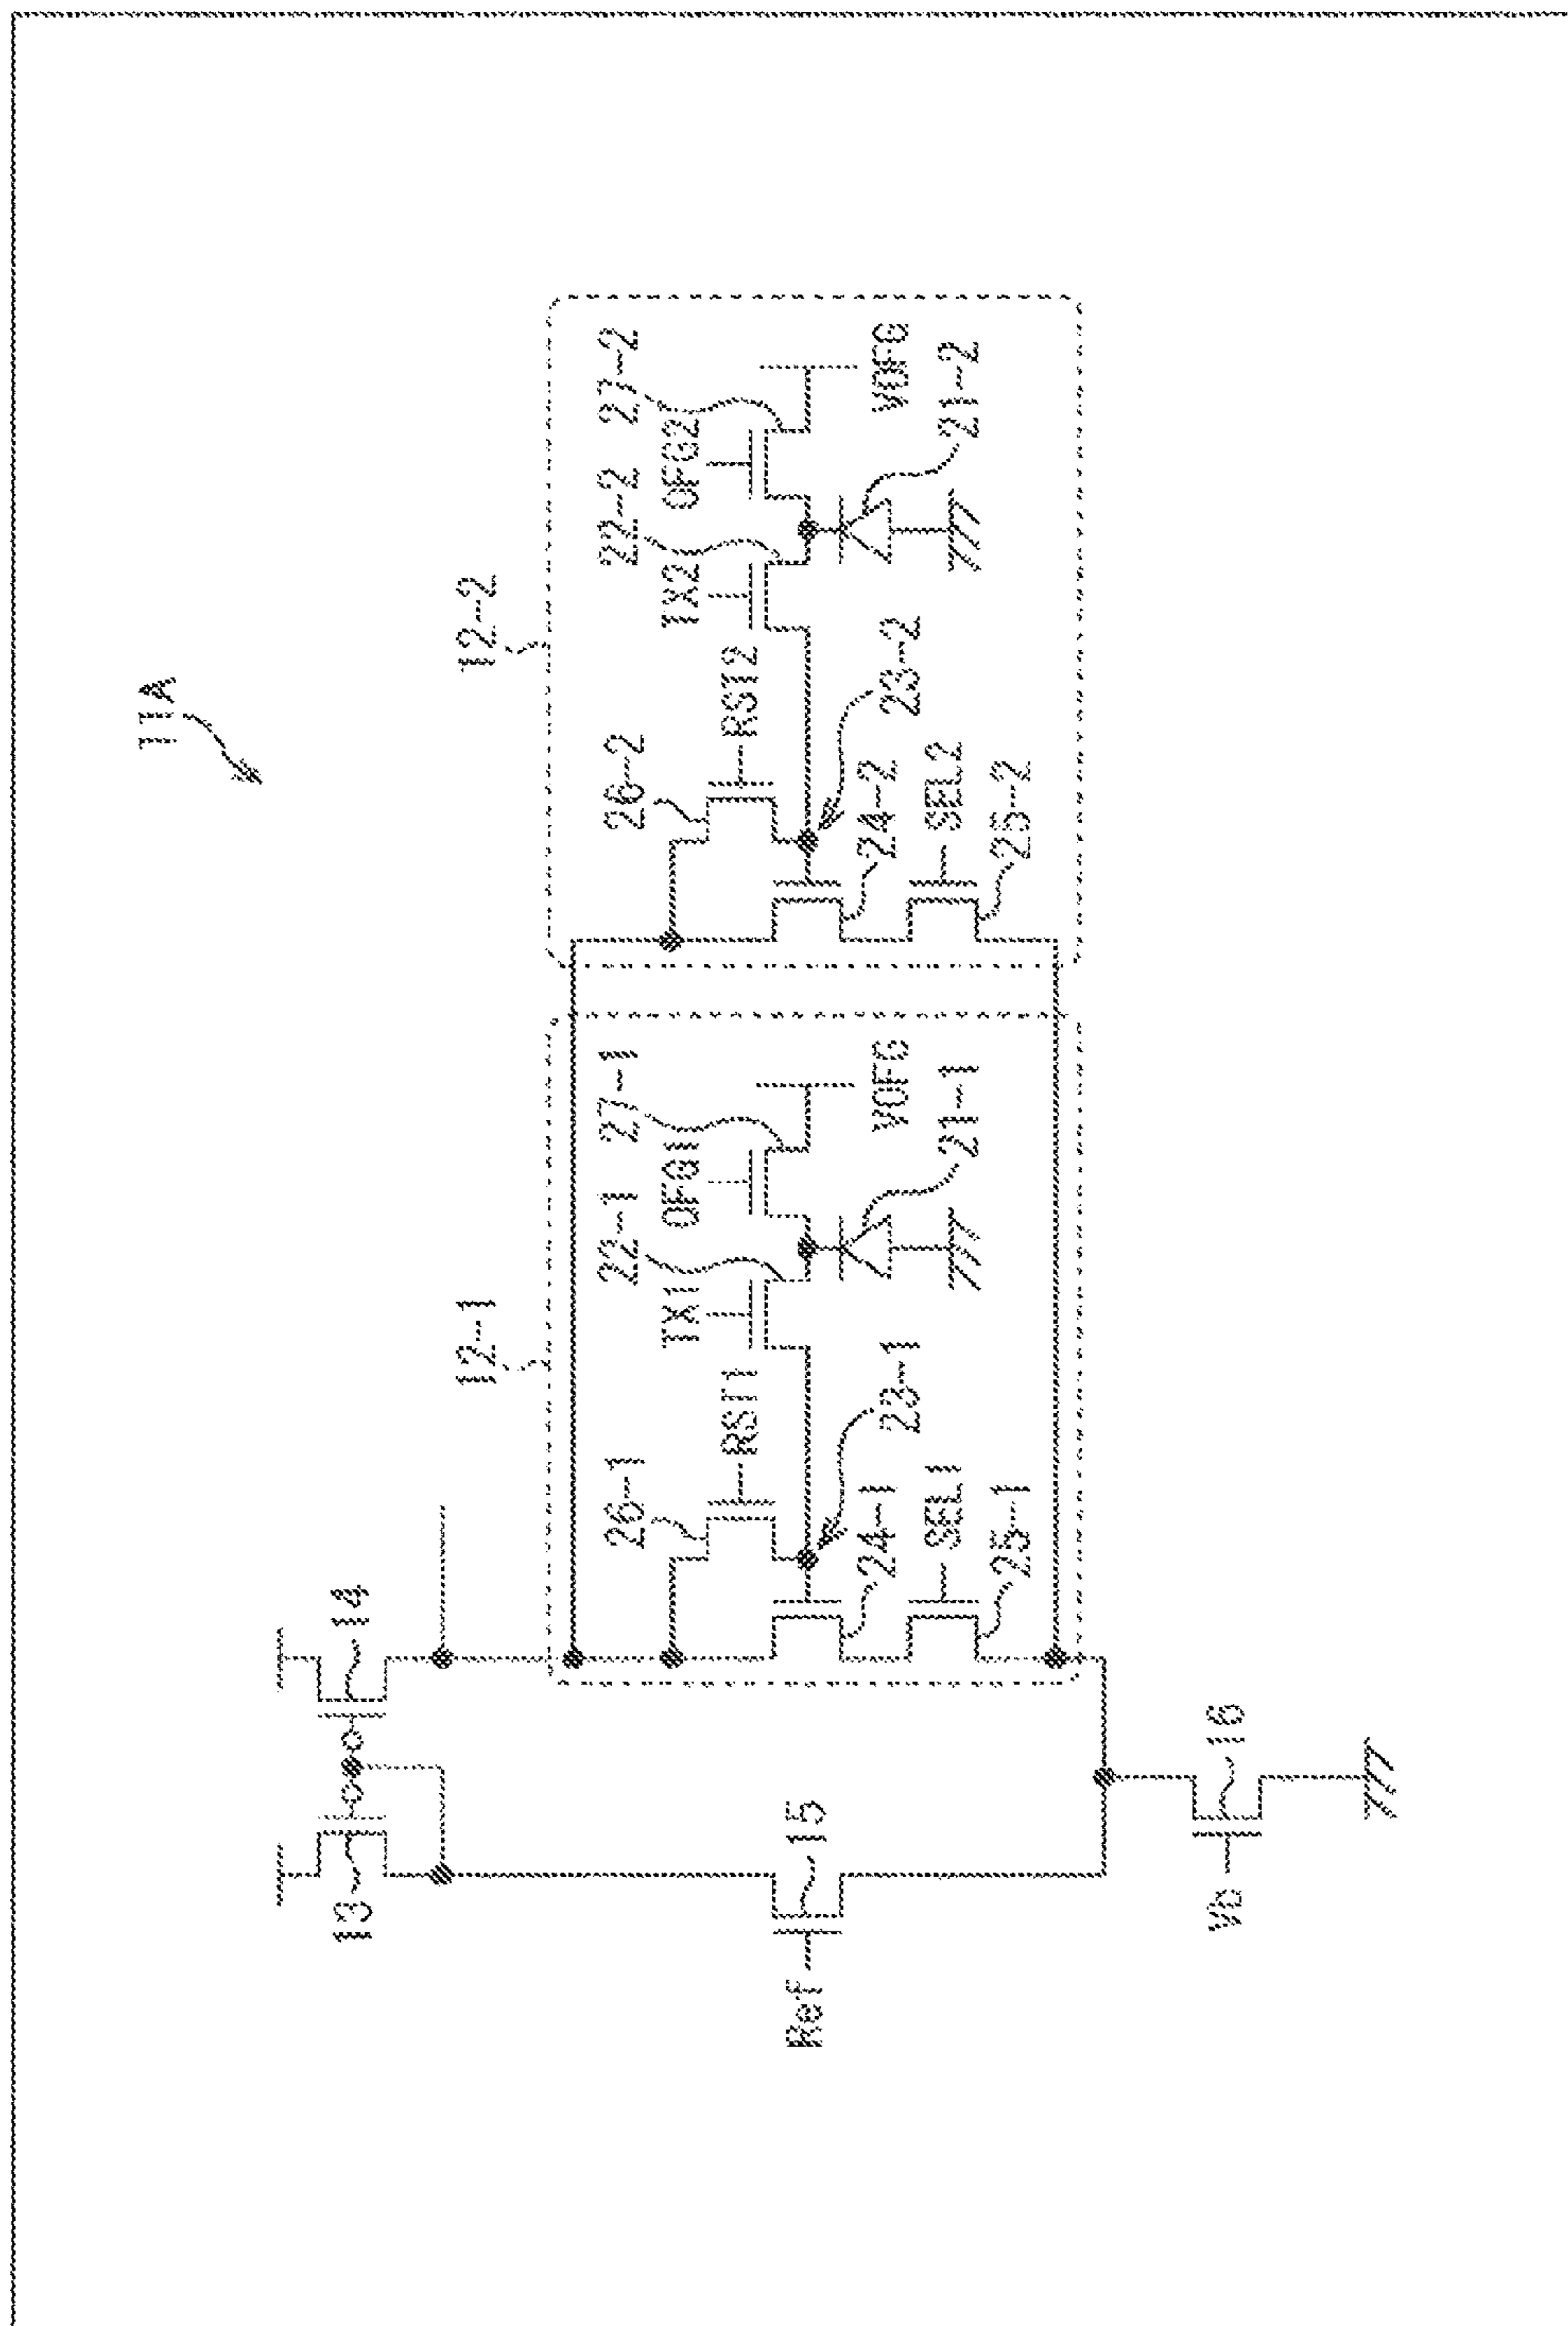 11A
12-1
12-2
13
14
26-1
22-1
27-1
26-2
22-2
27-2
TX1
OFG1
TX2
OFG2
RST1
RST2
Ref
15
24-1
23-1
VOFG
24-2
23-2
VOFG
SEL1
21-1
SEL2
21-2
25-1
25-2
Vb
16